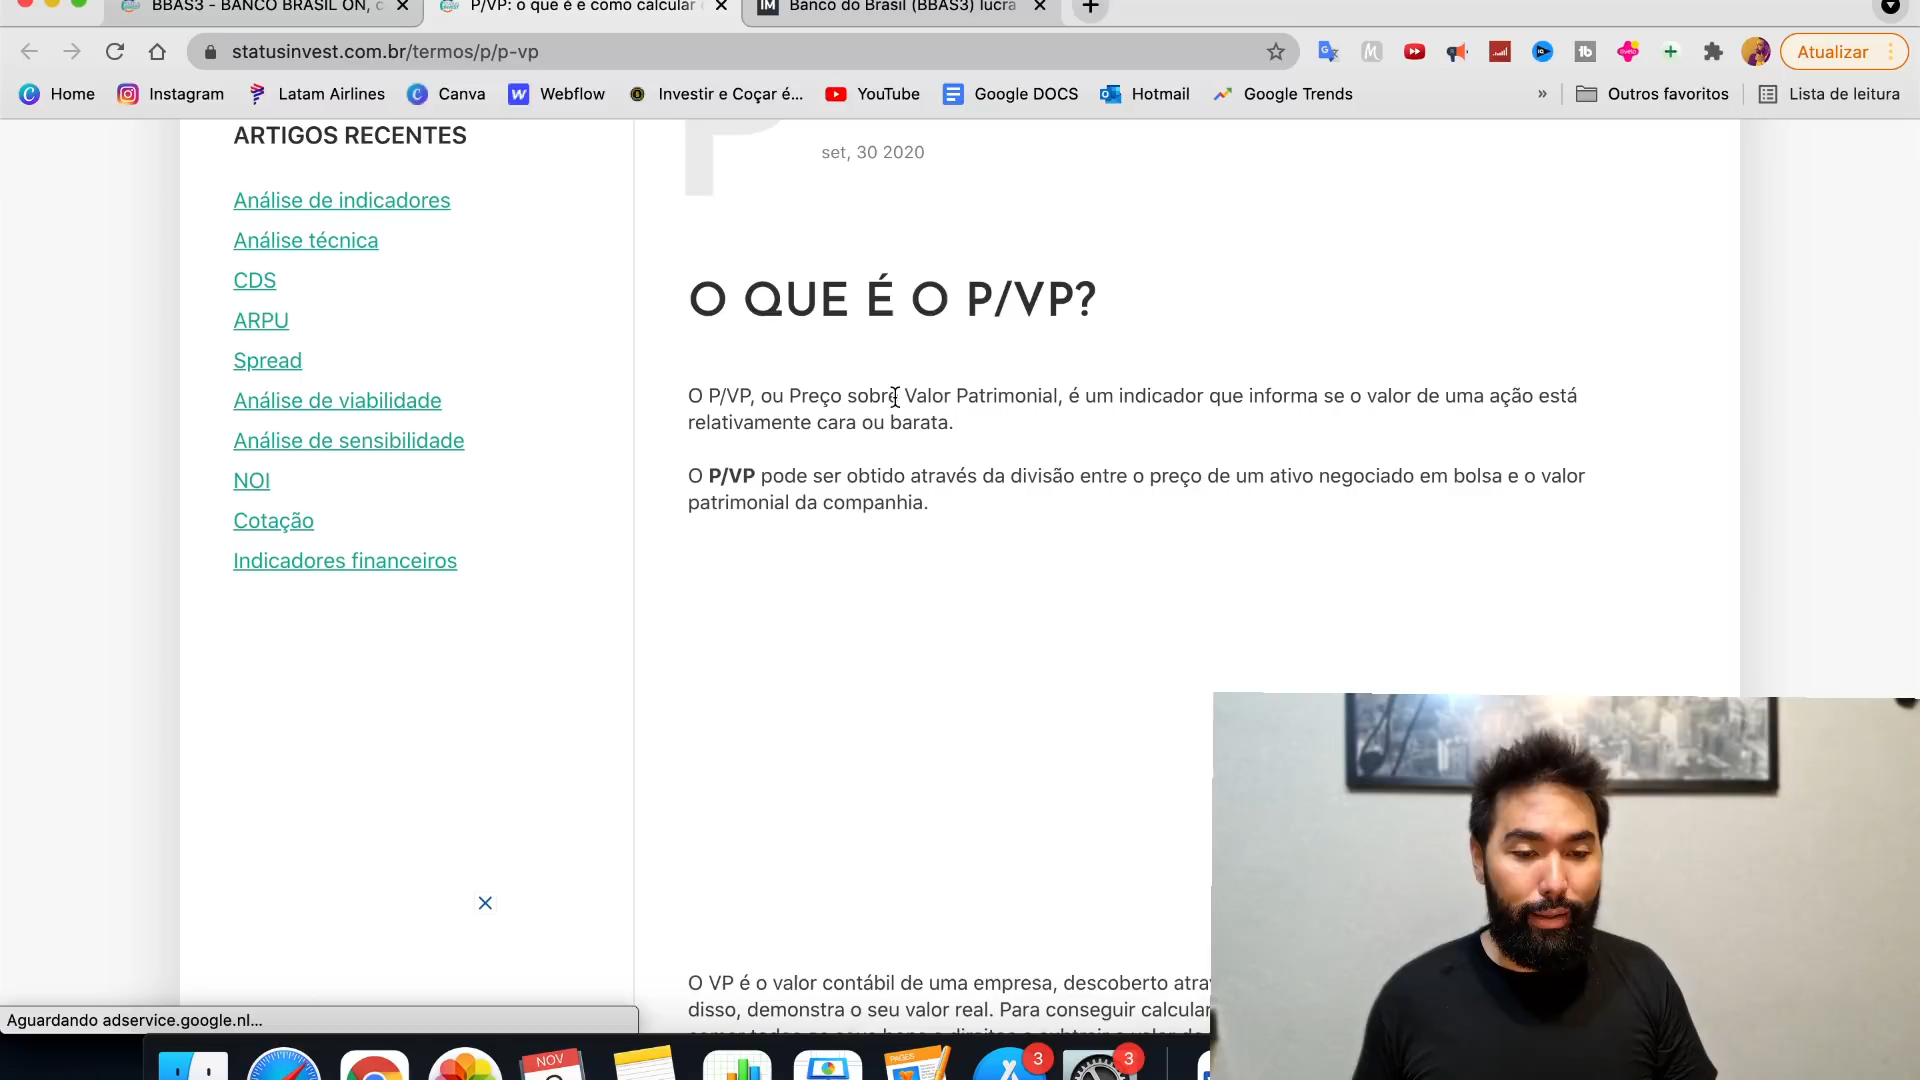 BBAS3 - BANCO BRASIL ON, c
P/VP: o que é e como calcular
Banco do Brasil (BBAS3) lucra
statusinvest.com.br/termos/p/p-vp
Atualizar
Home
Instagram
Latam Airlines
Canva
Webflow
Investir e Coçar é...
YouTube
Google DOCS
Hotmail
Google Trends
»
Outros favoritos
Lista de leitura
ARTIGOS RECENTES
Análise de indicadores
Análise técnica
CDS
ARPU
Spread
Análise de viabilidade
Análise de sensibilidade
NOI
Cotação
Indicadores financeiros
P
set, 30 2020
O QUE É O P/VP?
O P/VP, ou Preço sobre Valor Patrimonial, é um indicador que informa se o valor de uma ação está
relativamente cara ou barata.
O P/VP pode ser obtido através da divisão entre o preço de um ativo negociado em bolsa e o valor
patrimonial da companhia.
O VP é o valor contábil de uma empresa, descoberto atra
disso, demonstra o seu valor real. Para conseguir calcular
Aguardando adservice.google.nl...
NOV
PAGES
3
3